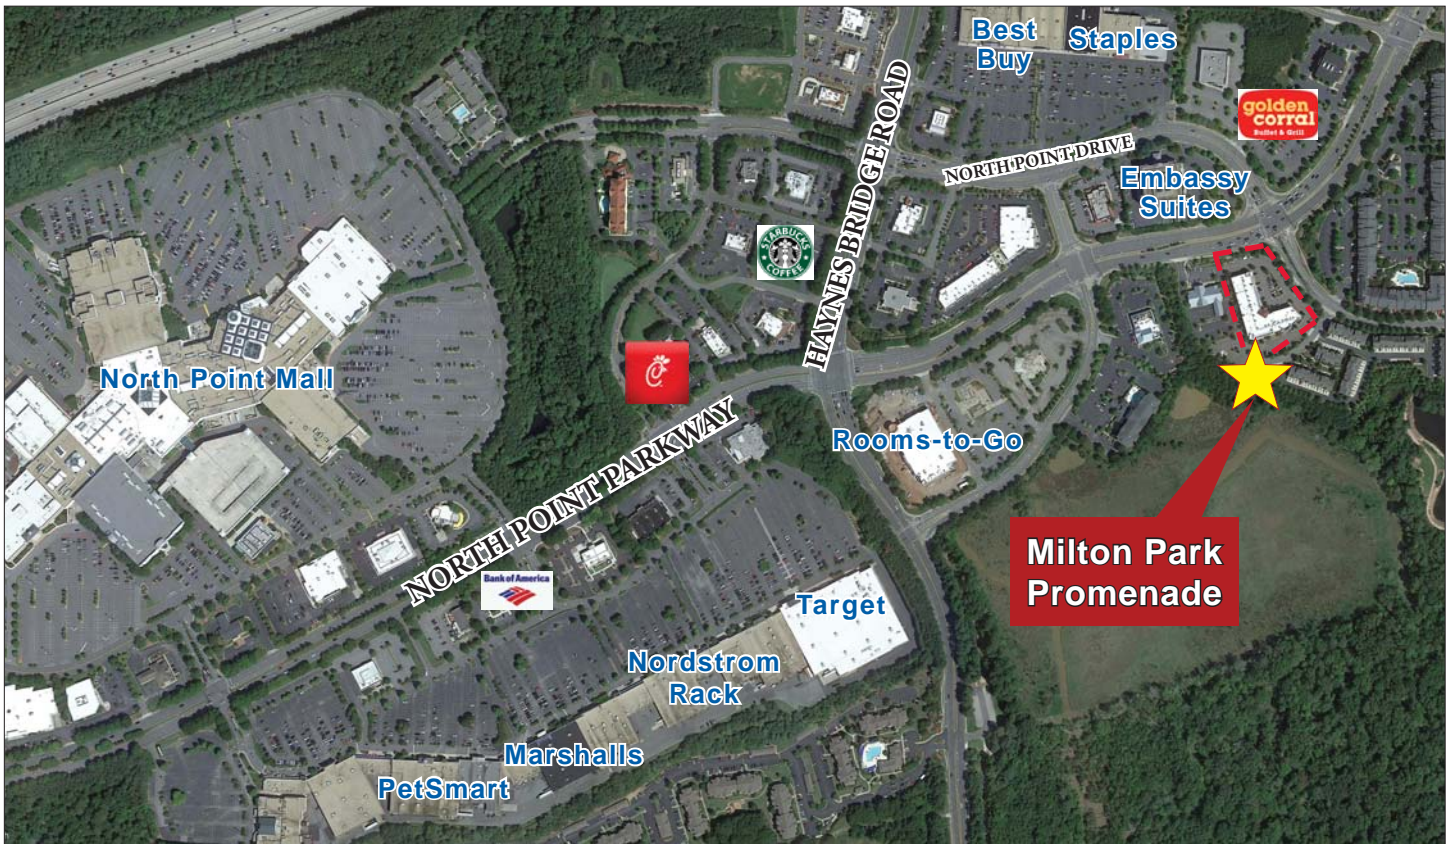 Best
Buy
Staples
golden
corral
Buffet & Grill
HAYNES BRIDGE ROAD
NORTH POINT DRIVE
Embassy
Suites
STARBUCKS
COFFEE
North Point Mall
NORTH POINT PARKWAY
Rooms-to-Go
Milton Park
Promenade
Bank of America
Target
Nordstrom
Rack
Marshalls
PetSmart